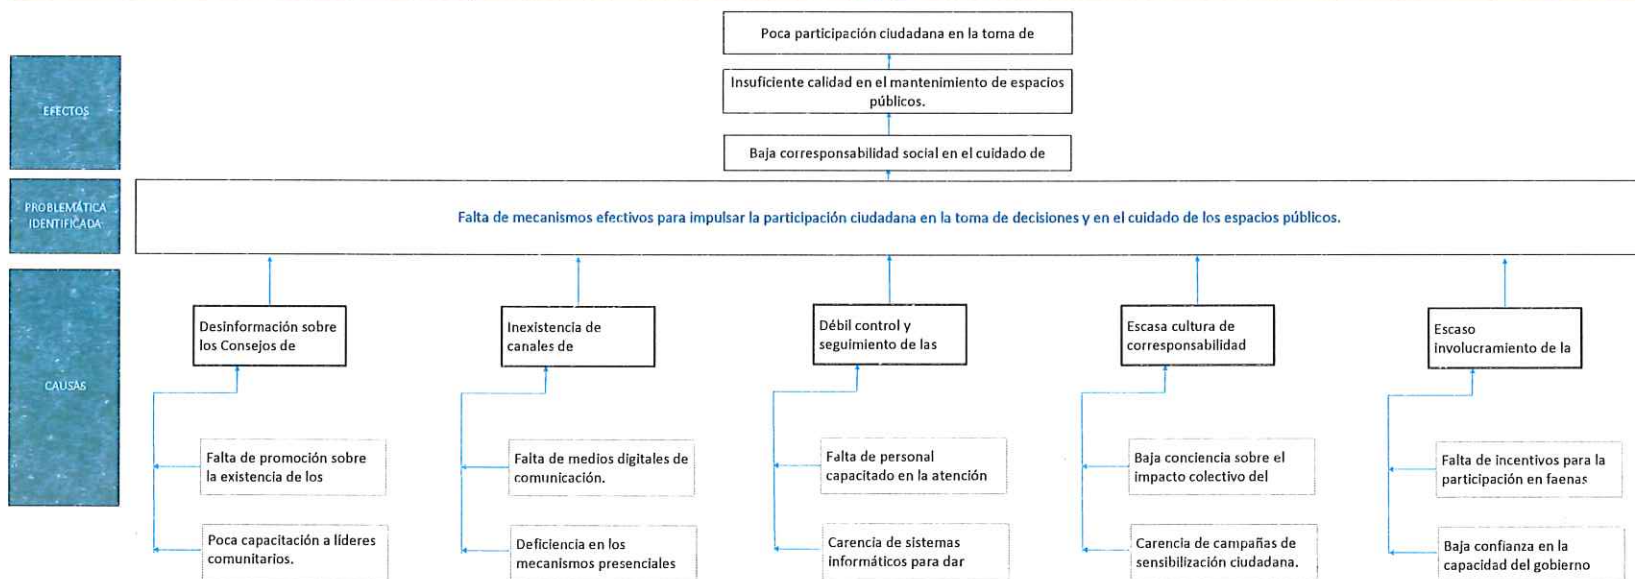 Poca participación ciudadana en la toma de
Insuficiente calidad en el mantenimiento de espacios
públicos.
EFECTOS
Baja corresponsabilidad social en el cuidado de
PROBLEMÁTICA
IDENTIFICADA
Falta de mecanismos efectivos para impulsar la participación ciudadana en la toma de decisiones y en el cuidado de los espacios públicos.
CAUSAS
Desinformación sobre
los Consejos de
Inexistencia de
canales de
Débil control y
seguimiento de las
Escasa cultura de
corresponsabilidad
Escaso
involucramiento de la
Falta de promoción sobre
la existencia de los
Falta de medios digitales de
comunicación.
Falta de personal
capacitado en la atención
Baja conciencia sobre el
impacto colectivo del
Falta de incentivos para la
participación en faenas
Poca capacitación a líderes
comunitarios.
Deficiencia en los
mecanismos presenciales
Carencia de sistemas
informáticos para dar
Carencia de campañas de
sensibilización ciudadana.
Baja confianza en la
capacidad del gobierno